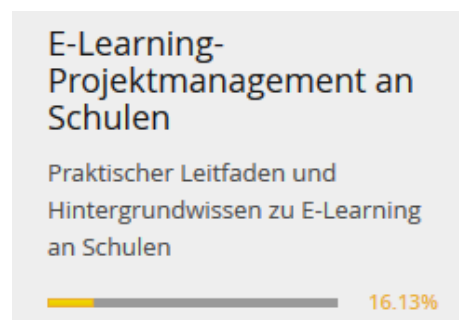 E-Learning-
Projektmanagement an
Schulen
Praktischer Leitfaden und
Hintergrundwissen zu E-Learning
an Schulen
16.13%